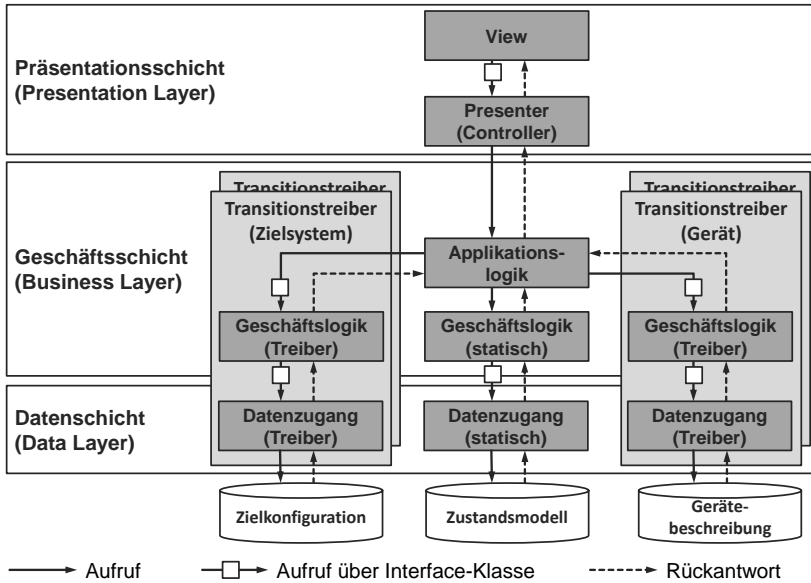 View
Präsentationsschicht
(Presentation Layer)
Presenter
(Controller)
Transitionstreiber
Transitionstreiber
(Zielsystem)
Transitionstreiber
Transitionstreiber
(Gerät)
Geschäftsschicht
(Business Layer)
Applikations-
logik
Geschäftslogik
(Treiber)
Geschäftslogik
(statisch)
Geschäftslogik
(Treiber)
Datenschicht
(Data Layer)
Datenzugang
(Treiber)
Datenzugang
(statisch)
Datenzugang
(Treiber)
Zielkonfiguration
Zustandsmodell
Geräte-
beschreibung
Aufruf
Aufruf über Interface-Klasse
Rückantwort